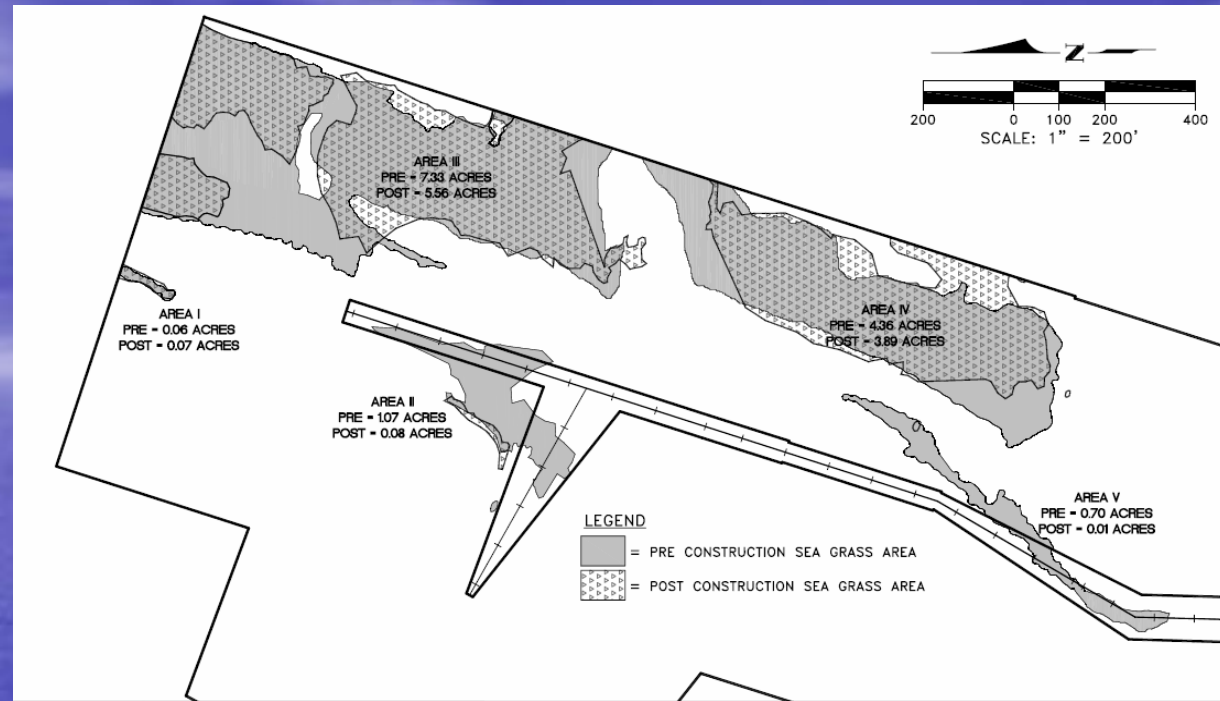 Z
200 0 100 200 400
SCALE: 1" = 200'
AREA III
PRE = 7.33 ACRES
POST = 5.56 ACRES
AREA I
PRE = 0.06 ACRES
POST = 0.07 ACRES
AREA IV
PRE = 4.36 ACRES
POST = 3.89 ACRES
AREA II
PRE = 1.07 ACRES
POST = 0.08 ACRES
AREA V
PRE = 0.70 ACRES
POST = 0.01 ACRES
LEGEND
= PRE CONSTRUCTION SEA GRASS AREA
= POST CONSTRUCTION SEA GRASS AREA